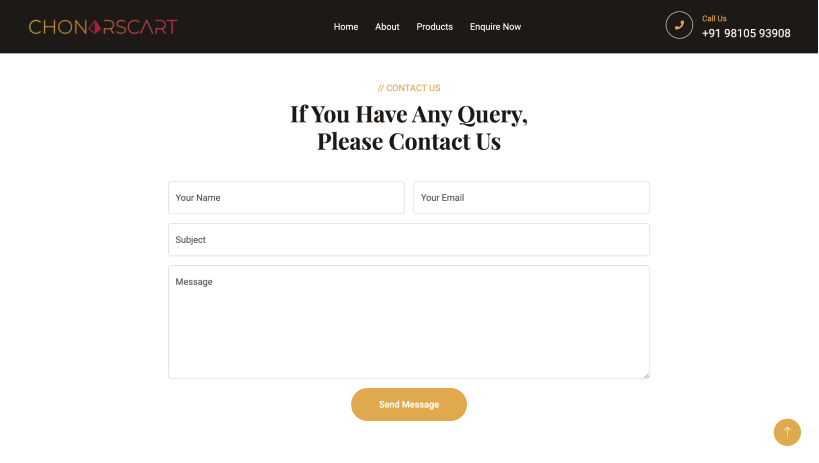 CHONORSCART
Home About Products Enquire Now
Call Us
+91 98105 93908
// CONTACT US
If You Have Any Query,
Please Contact Us
Your Name Your Email
Subject
Message
Send Message